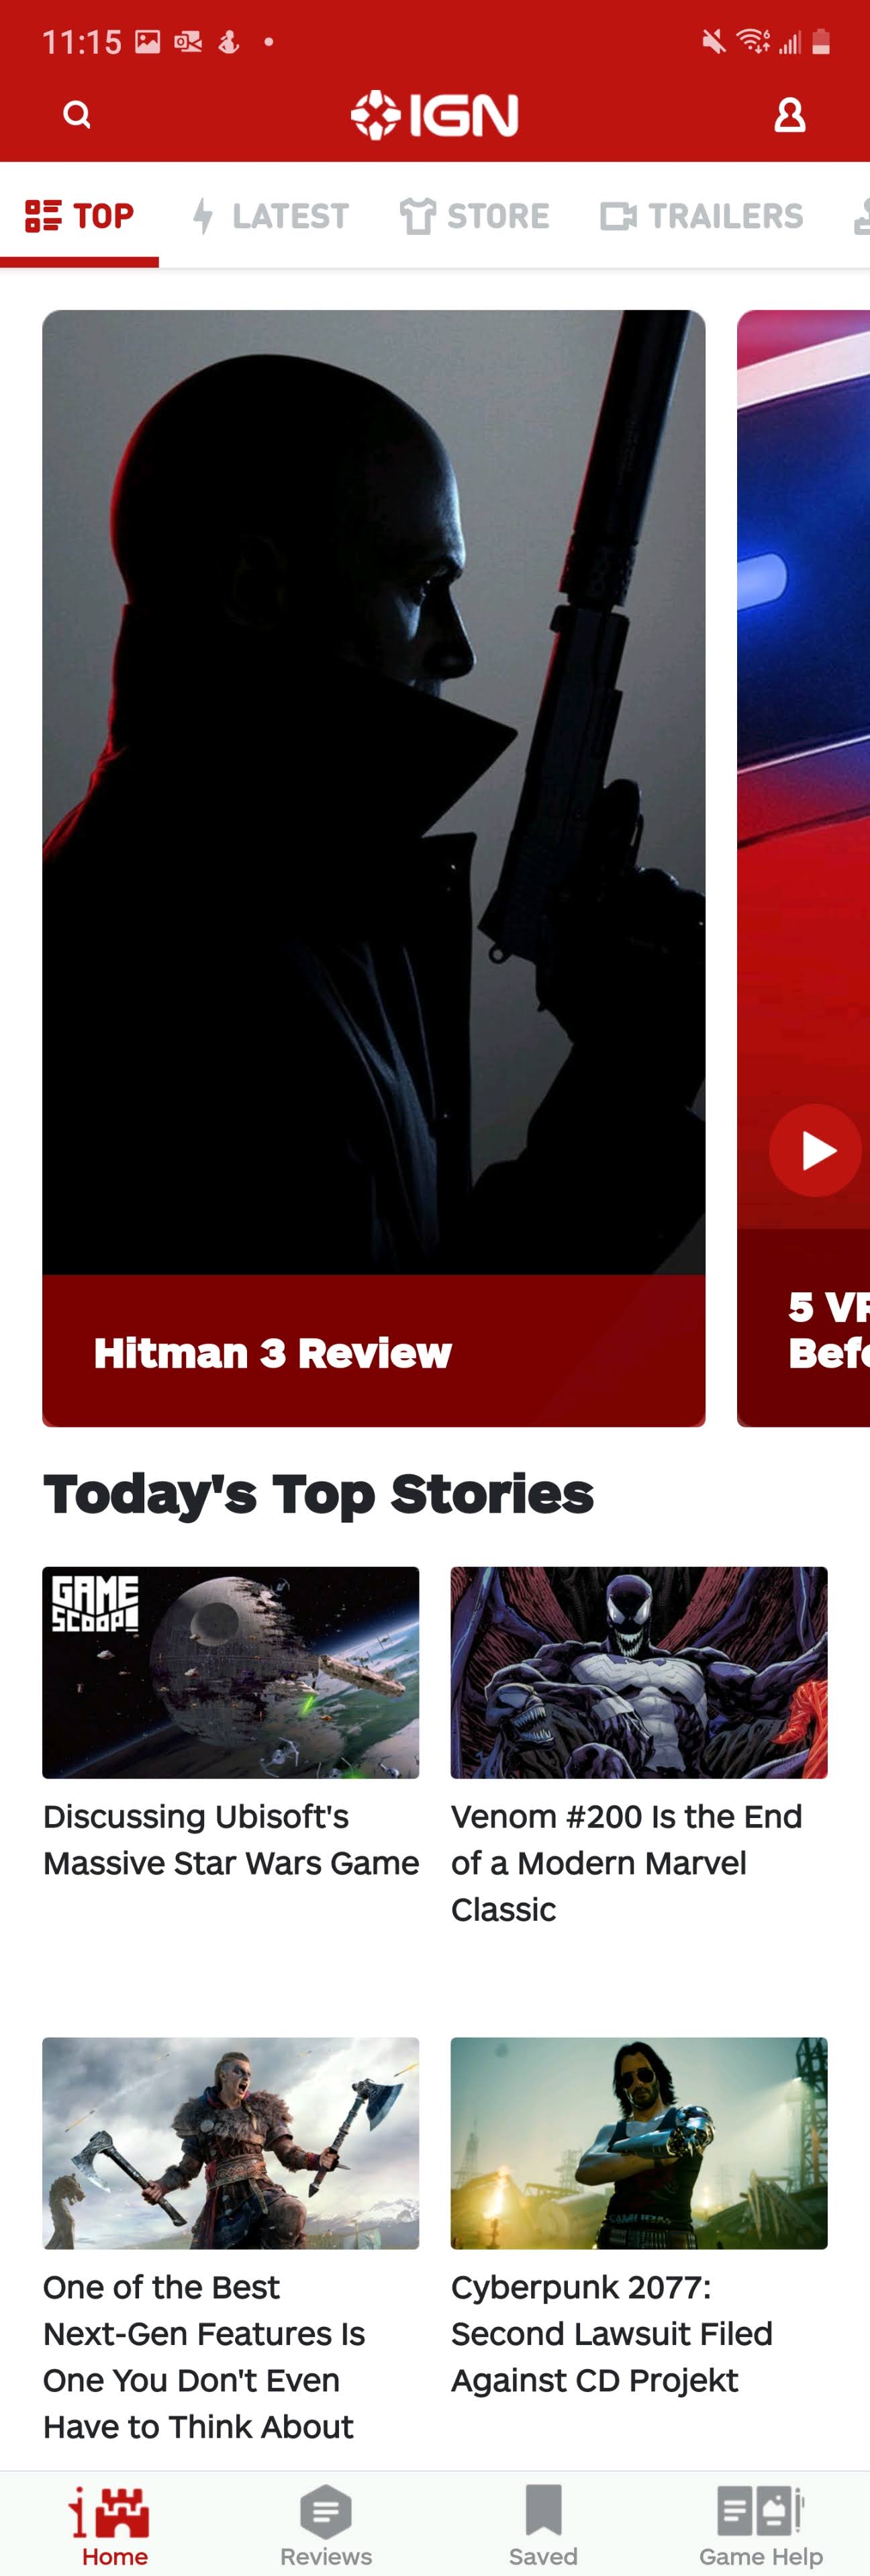 11:15
IGN
TOP
LATEST
STORE
TRAILERS
Hitman 3 Review
5 VR
Befo
Today's Top Stories
GAME
SCOOP!
Discussing Ubisoft's
Massive Star Wars Game
Venom #200 Is the End
of a Modern Marvel
Classic
One of the Best
Next-Gen Features Is
One You Don't Even
Have to Think About
Cyberpunk 2077:
Second Lawsuit Filed
Against CD Projekt
Home
Reviews
Saved
Game Help